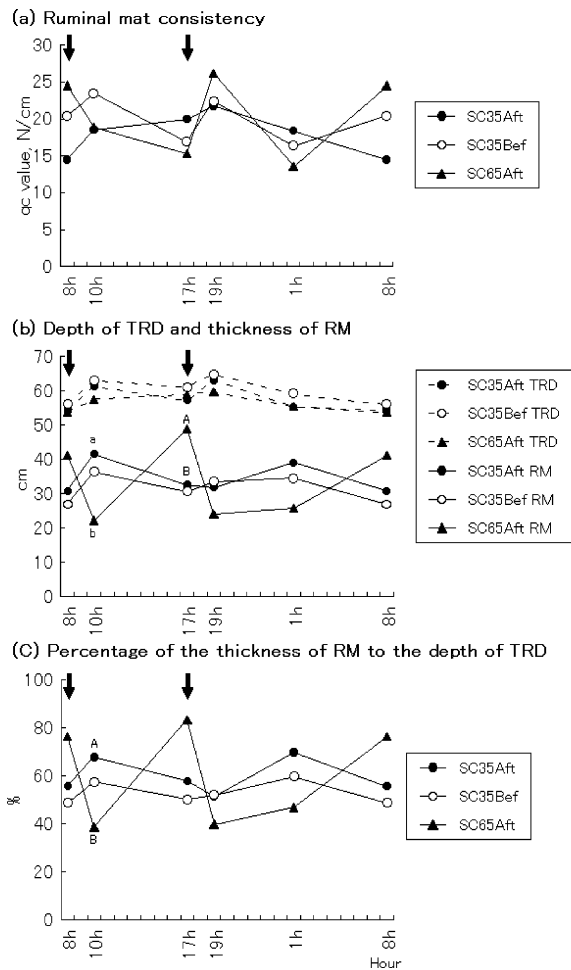 (a) Ruminal mat consistency
30
25
20
15
10
5
0
qc value, N/cm
8h
10h
17h
19h
1h
8h
SC35Aft
SC35Bef
SC65Aft
(b) Depth of TRD and thickness of RM
70
60
50
40
30
20
10
0
cm
a
b
A
B
8h
10h
17h
19h
1h
8h
SC35Aft TRD
SC35Bef TRD
SC65Aft TRD
SC35Aft RM
SC35Bef RM
SC65Aft RM
(C) Percentage of the thickness of RM to the depth of TRD
100
80
60
40
20
0
%
A
B
8h
10h
17h
19h
1h
8h
Hour
SC35Aft
SC35Bef
SC65Aft